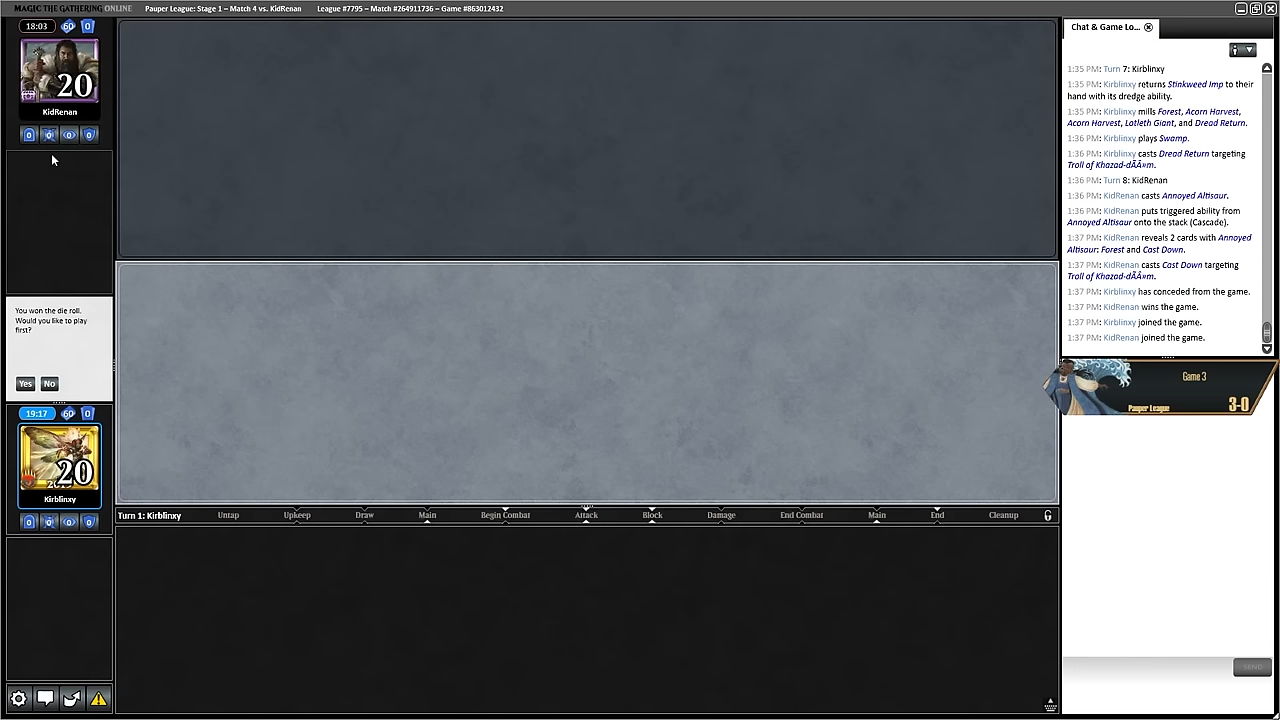 MAGIC THE GATHERING ONLINE Pauper League: Stage 1 – Match 4 vs. KidRenan League #7795 – Match #264911736 – Game #863012432
18:03 60 0
20
KidRenan
0 0 0 0
You won the die roll.
Would you like to play
first?
Yes No
19:17 60 0
20
Kirblinxy
0 0 0 0
Turn 1: Kirblinxy Untap Upkeep Draw Main Begin Combat Attack Block Damage End Combat Main End Cleanup
Chat & Game Lo...
1:35 PM: Turn 7: Kirblinxy
1:35 PM: Kirblinxy returns Stinkweed Imp to their
hand with its dredge ability.
1:35 PM: Kirblinxy mills Forest, Acorn Harvest,
Acorn Harvest, Lotleth Giant, and Dread Return.
1:36 PM: Kirblinxy plays Swamp.
1:36 PM: Kirblinxy casts Dread Return targeting
Troll of Khazad-dÃÂ»m.
1:36 PM: Turn 8: KidRenan
1:36 PM: KidRenan casts Annoyed Altisaur.
1:36 PM: KidRenan puts triggered ability from
Annoyed Altisaur onto the stack (Cascade).
1:37 PM: KidRenan reveals 2 cards with Annoyed
Altisaur: Forest and Cast Down.
1:37 PM: KidRenan casts Cast Down targeting
Troll of Khazad-dÃÂ»m.
1:37 PM: Kirblinxy has conceded from the game.
1:37 PM: KidRenan wins the game.
1:37 PM: Kirblinxy joined the game.
1:37 PM: KidRenan joined the game.
Game 3
Pauper League 3-0
SEND